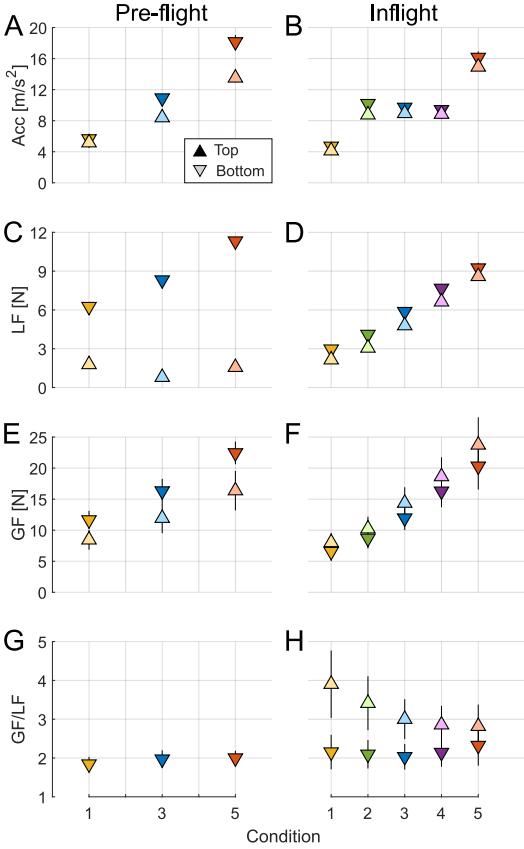 Pre-flight
Inflight
A
B
Acc [m/s²]
20
16
12
8
4
0
Top
Bottom
C
D
LF [N]
12
9
6
3
0
E
F
GF [N]
25
20
15
10
5
0
G
H
GF/LF
5
4
3
2
1
1
3
5
1
2
3
4
5
Condition